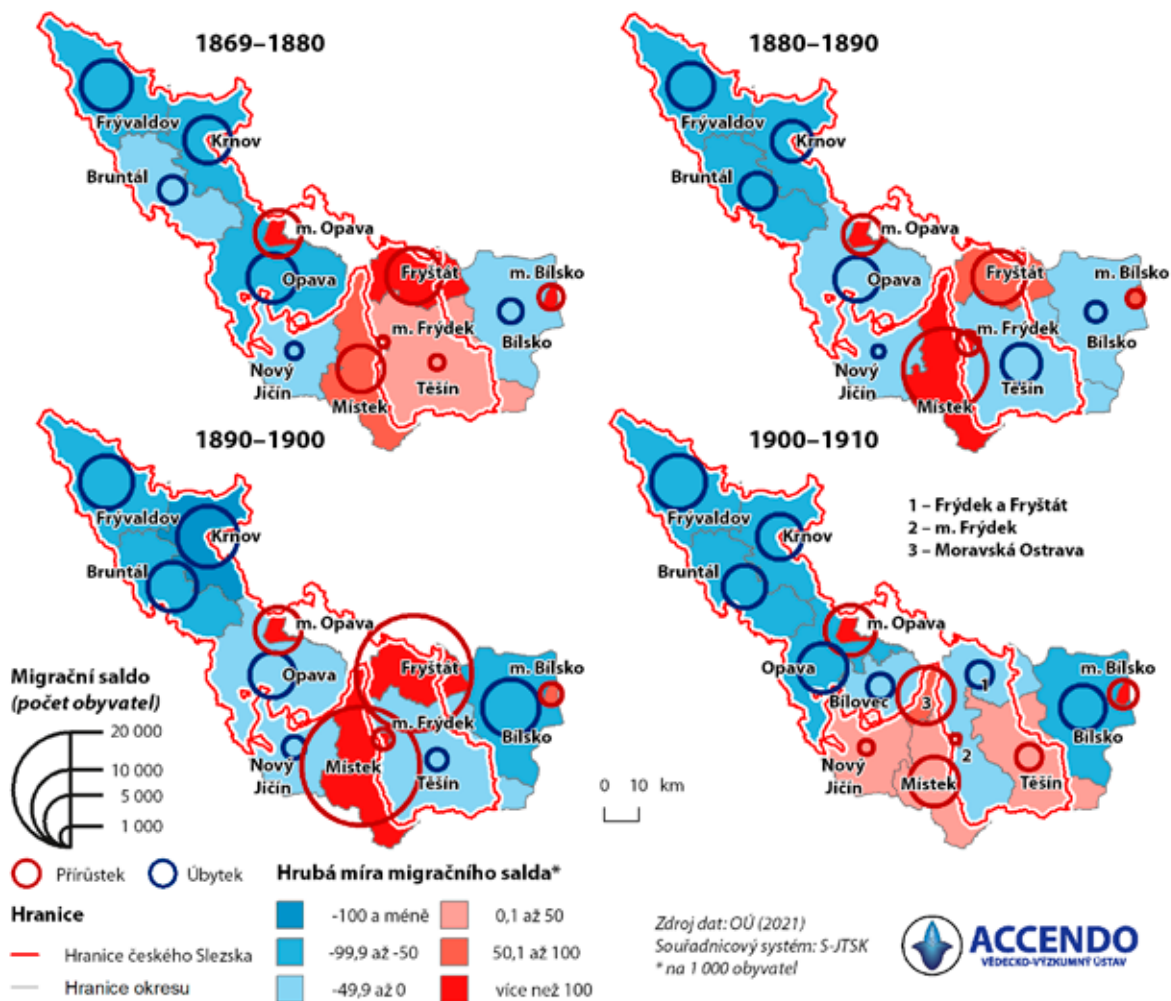 1869–1880
Frývaldov
Krnov
Bruntál
m. Opava
Opava
Fryštát
m. Bílsko
m. Frýdek
Bílsko
Nový
Jičín
Těšín
Místek
1880–1890
Frývaldov
Krnov
Bruntál
m. Opava
Opava
Fryštát
m. Bílsko
m. Frýdek
Bílsko
Nový
Jičín
Těšín
Místek
1890–1900
Frývaldov
Krnov
Bruntál
m. Opava
Opava
Fryštát
m. Bílsko
m. Frýdek
Bílsko
Nový
Jičín
Místek
Těšín
1900–1910
1 – Frýdek a Fryštát
2 – m. Frýdek
3 – Moravská Ostrava
Frývaldov
Krnov
Bruntál
m. Opava
Opava
Bílovec
1
m. Bílsko
3
Bílsko
2
Nový
Jičín
Místek
Těšín
Migrační saldo
(počet obyvatel)
20 000
10 000
5 000
1 000
0 10 km
Přírůstek Úbytek
Hranice
Hranice českého Slezska
Hranice okresu
Hrubá míra migračního salda*
-100 a méně 0,1 až 50
-99,9 až -50 50,1 až 100
-49,9 až 0 více než 100
Zdroj dat: OÚ (2021)
Souřadnicový systém: S-JTSK
* na 1 000 obyvatel
ACCENDO
VĚDECKO-VÝZKUMNÝ ÚSTAV